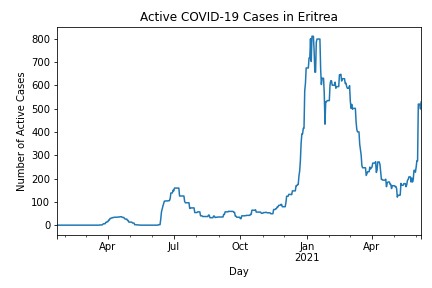 Active COVID-19 Cases in Eritrea
Number of Active Cases
800
700
600
500
400
300
200
100
0
Apr
Jul
Oct
Jan
2021
Apr
Day